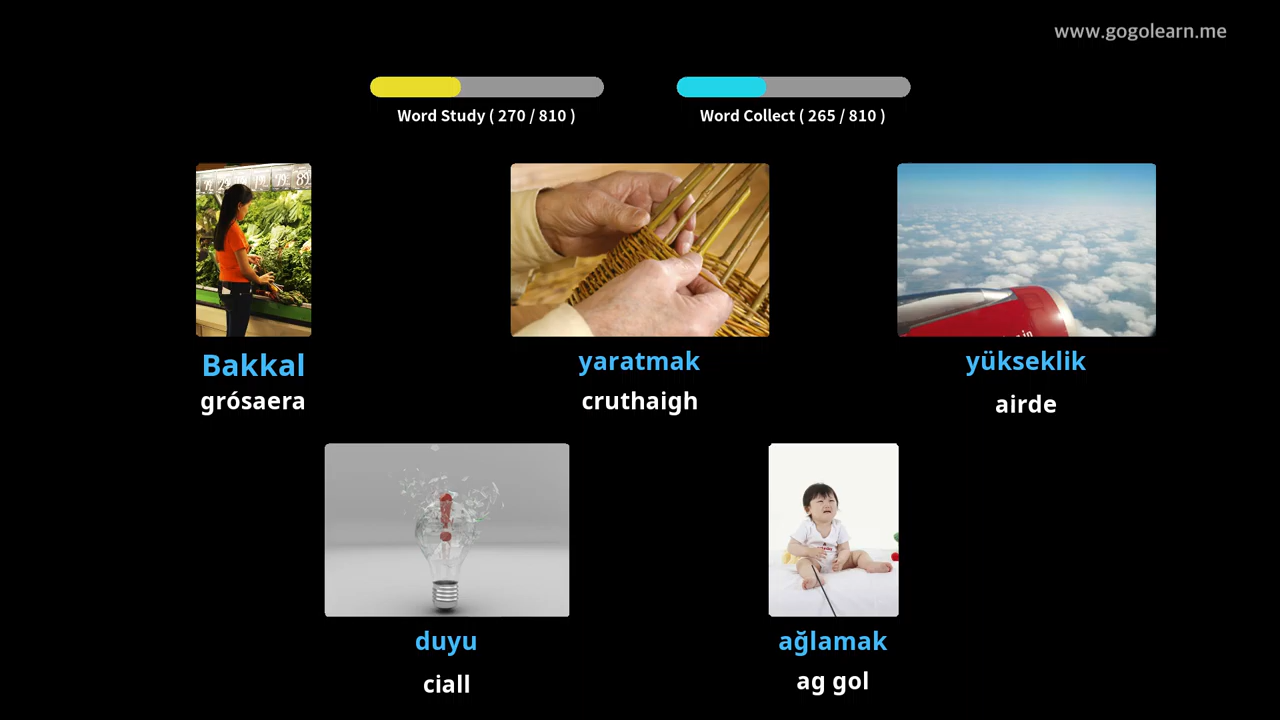 www.gogolearn.me
Word Study ( 270 / 810 )
Word Collect ( 265 / 810 )
Bakkal
grósaera
yaratmak
cruthaigh
yükseklik
airde
duyu
ciall
ağlamak
ag gol